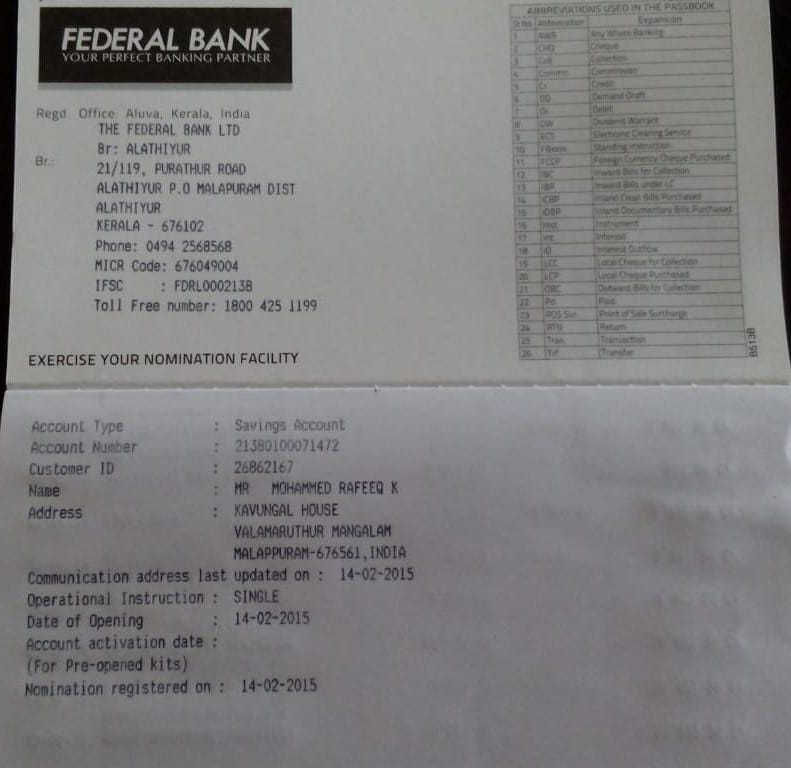 FEDERAL BANK
YOUR PERFECT BANKING PARTNER
Regd. Office: Aluva, Kerala, India
THE FEDERAL BANK LTD
Br.: Br: ALATHIYUR
21/119, PURATHUR ROAD
ALATHIYUR P.O MALAPURAM DIST
ALATHIYUR
KERALA - 676102
Phone: 0494 2568568
MICR Code: 676049004
IFSC : FDRL0002138
Toll Free number: 1800 425 1199
EXERCISE YOUR NOMINATION FACILITY
ABBREVIATIONS USED IN THE PASSBOOK
Sl No Abbreviation Expansion
1 AWB Any Where Banking
2 CHQ Cheque
3 Coll Collection
4 Commn Commission
5 Cr. Credit
6 DD Demand Draft
7 Dr. Debit
8 DW Dividend Warrant
9 ECS Electronic Clearing Service
10 Standing Instruction
11 FCCP Foreign Currency Cheque Purchased
12 IBC Inward Bills for Collection
13 IBP Inward Bills under LC
14 ICBP Inland Clean Bills Purchased
15 IDBP Inland Documentary Bills Purchased
16 Inst Instrument
17 Int. Interest
18 IO Interest Outflow
19 LCC Local Cheque for Collection
20 LCP Local Cheque Purchased
21 OBC Outward Bills for Collection
22 Pd. Paid
23 POS Sur Point of Sale Surcharge
24 RTN Return
25 Tran. Transaction
26 Trf Transfer
B513B
Account Type : Savings Account
Account Number : 21380100071472
Customer ID : 26862167
Name : MR MOHAMMED RAFEEQ K
Address : KAVUNGAL HOUSE
VALAMARUTHUR MANGALAM
MALAPPURAM-676561,INDIA
Communication address last updated on : 14-02-2015
Operational Instruction : SINGLE
Date of Opening : 14-02-2015
Account activation date :
(For Pre-opened kits)
Nomination registered on : 14-02-2015